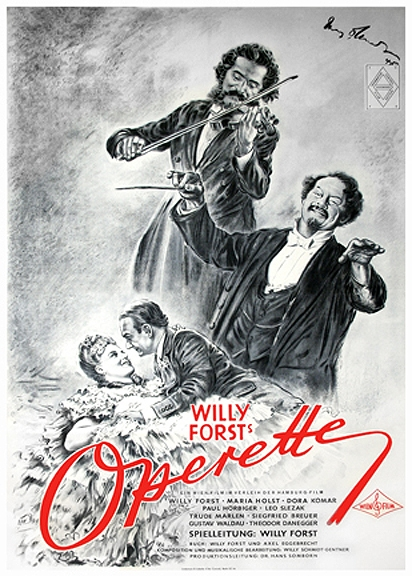 WILLY
FORST'S
Operette
EIN WIEN-FILM IM VERLEIH DER HAMBURG-FILM
WILLY FORST · MARIA HOLST · DORA KOMAR
PAUL HÖRBIGER · LEO SLEZAK
TRUDE MARLEN · SIEGFRIED BREUER
GUSTAV WALDAU · THEODOR DANEGGER
SPIELLEITUNG: WILLY FORST
BUCH: WILLY FORST UND AXEL EGGEBRECHT
KOMPOSITION UND MUSIKALISCHE BEARBEITUNG: WILLY SCHMIDT-GENTNER
PRODUKTIONSLEITUNG: DR. HANS SOMBORN
WIEN FILM